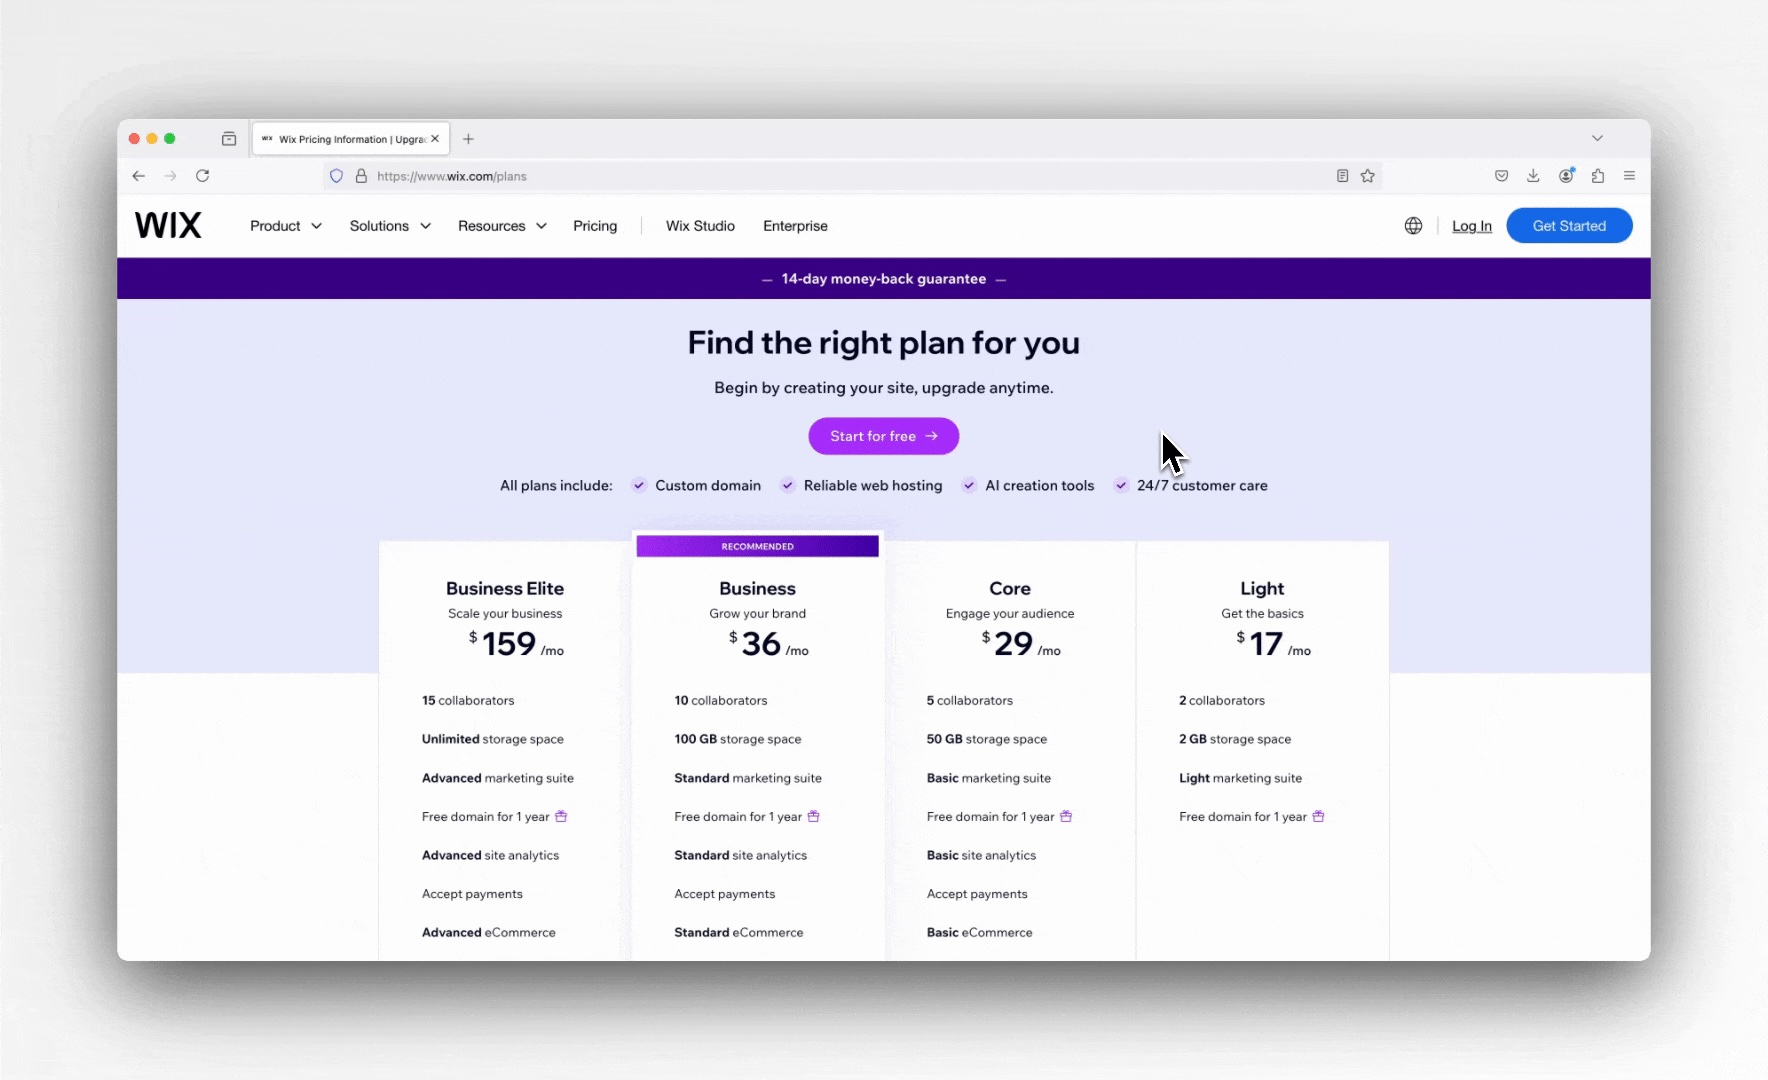 WIX Wix Pricing Information | Upgra
https://www.wix.com/plans
WIX Product Solutions Resources Pricing Wix Studio Enterprise Log In Get Started
— 14-day money-back guarantee —
Find the right plan for you
Begin by creating your site, upgrade anytime.
Start for free →
All plans include: Custom domain Reliable web hosting AI creation tools 24/7 customer care
Business Elite
Scale your business
$159 /mo
15 collaborators
Unlimited storage space
Advanced marketing suite
Free domain for 1 year
Advanced site analytics
Accept payments
Advanced eCommerce
RECOMMENDED
Business
Grow your brand
$36 /mo
10 collaborators
100 GB storage space
Standard marketing suite
Free domain for 1 year
Standard site analytics
Accept payments
Standard eCommerce
Core
Engage your audience
$29 /mo
5 collaborators
50 GB storage space
Basic marketing suite
Free domain for 1 year
Basic site analytics
Accept payments
Basic eCommerce
Light
Get the basics
$17 /mo
2 collaborators
2 GB storage space
Light marketing suite
Free domain for 1 year